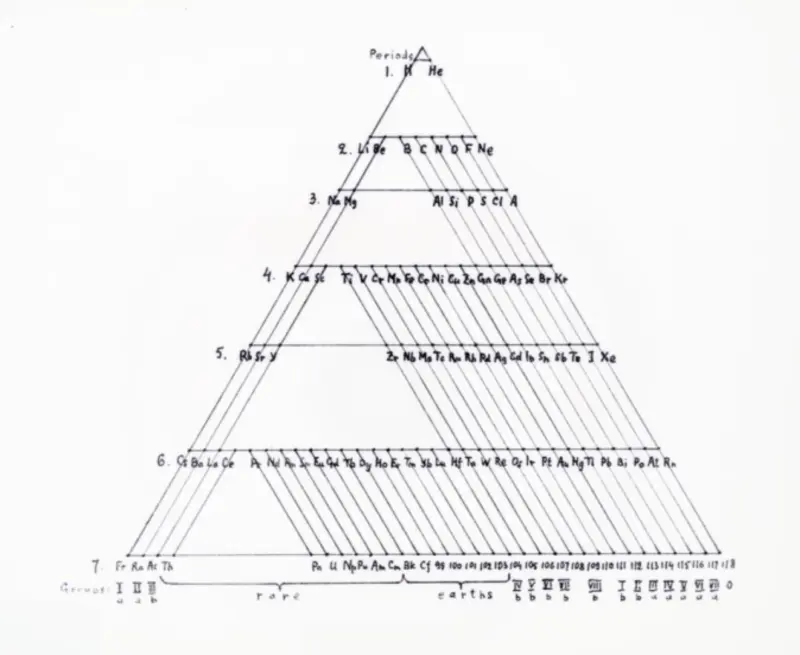 Periods
1. H He
2. Li Be B C N O F Ne
3. Na Mg Al Si P S Cl A
4. K Ca Sc Ti V Cr Mn Fe Co Ni Cu Zn Ga Ge As Se Br Kr
5. Rb Sr Y Zr Nb Mo Tc Ru Rh Pd Ag Cd In Sn Sb Te I Xe
6. Cs Ba La Ce Pr Nd Sm Eu Gd Tb Dy Ho Er Tm Yb Lu Hf Ta W Re Os Ir Pt Au Hg Tl Pb Bi Po At Rn
7. Fr Ra Ac Th Pa U Np Pu Am Cm Bk Cf 99 100 101 102 103 104 105 106 107 108 109 110 111 112 113 114 115 116 117 118
Groups: I II III rare earths IV V VI VII VIII I II III IV V VI VII 0
a a b b b b b b b a a a a a